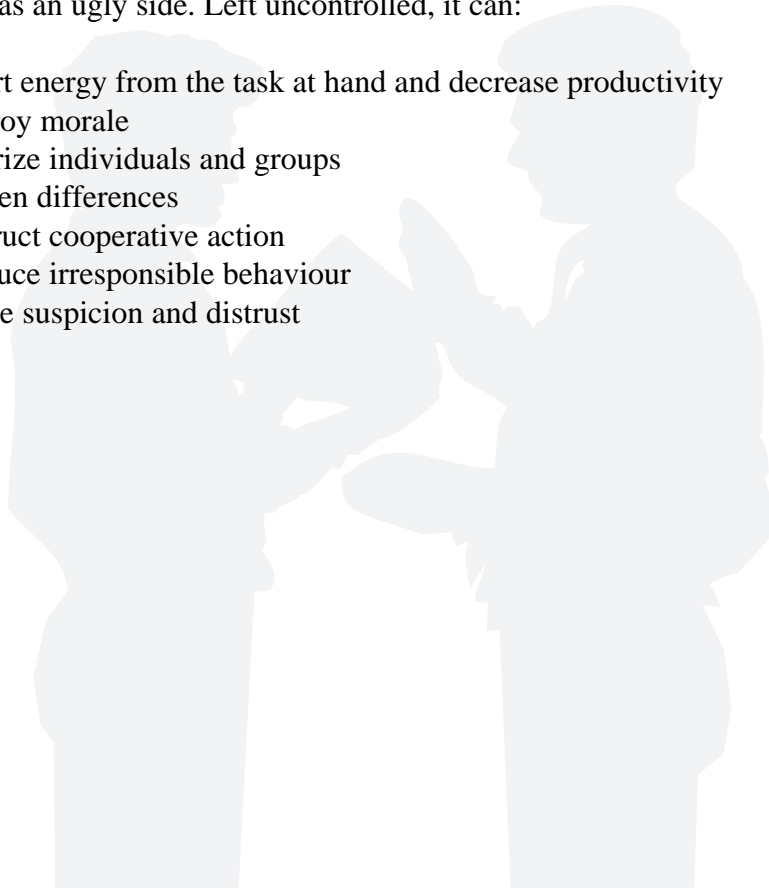 as an ugly side. Left uncontrolled, it can:
rt energy from the task at hand and decrease productivity
roy morale
rize individuals and groups
en differences
ruct cooperative action
uce irresponsible behaviour
e suspicion and distrust